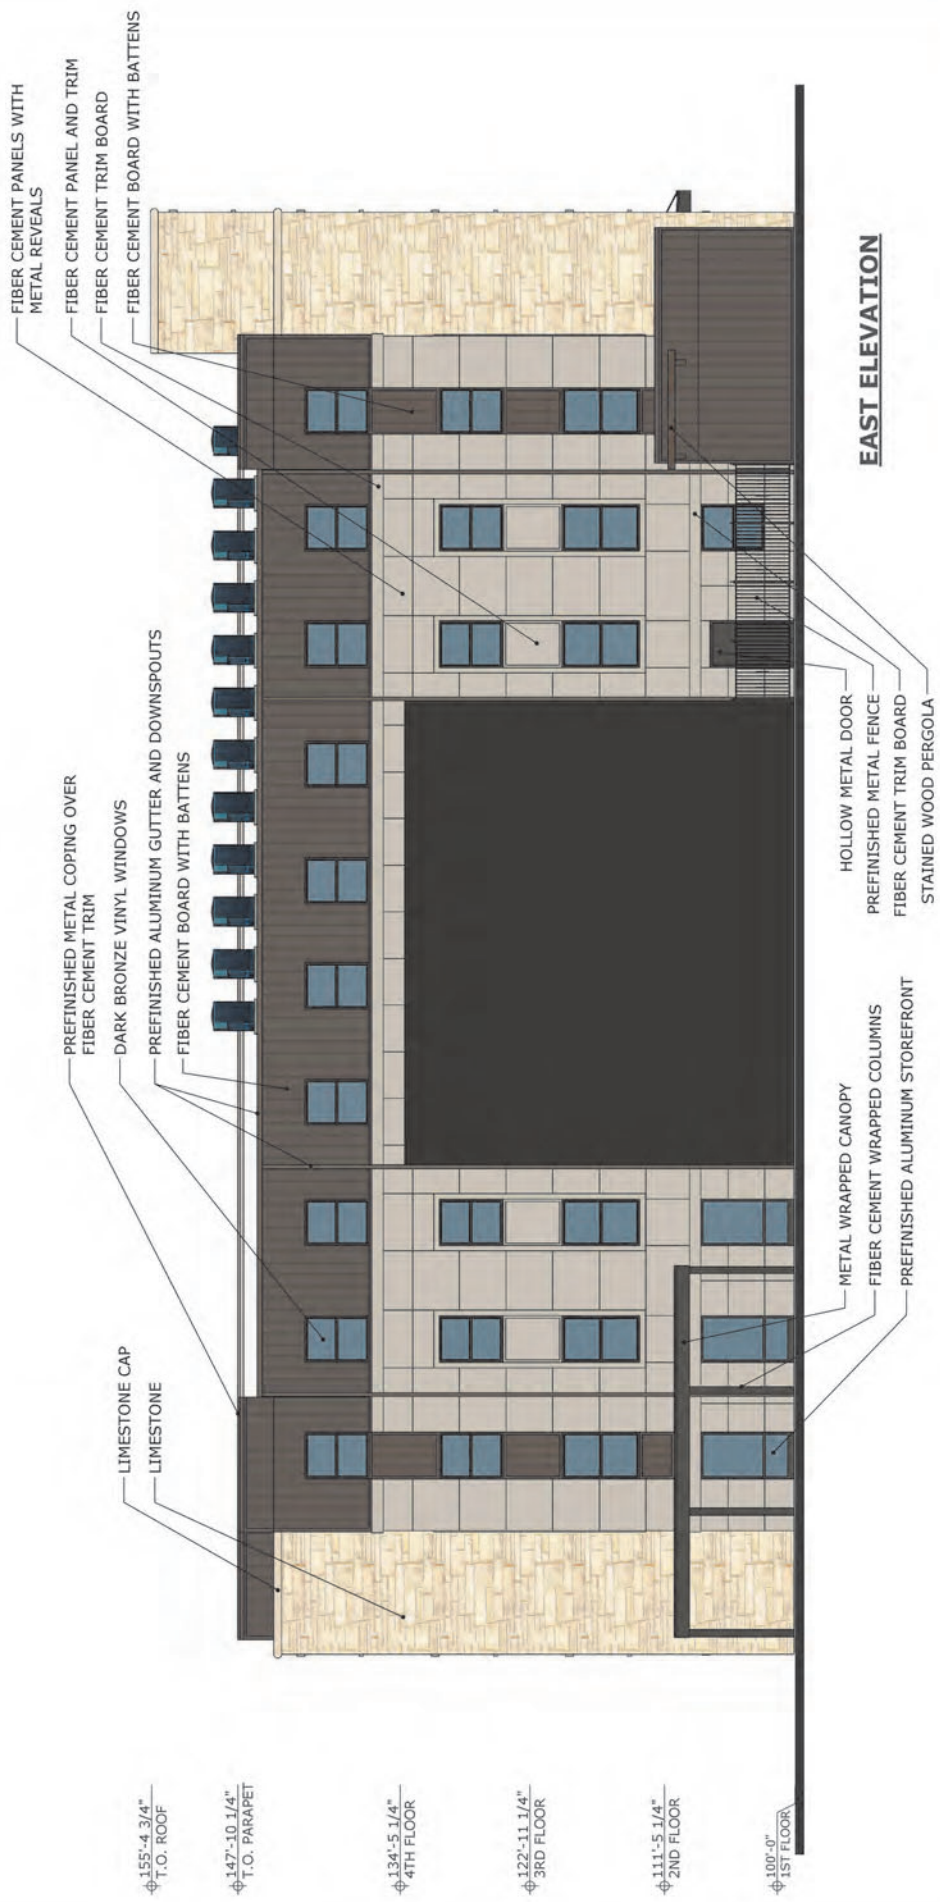 155'-4 3/4"
T.O. ROOF
147'-10 1/4"
T.O. PARAPET
134'-5 1/4"
4TH FLOOR
122'-11 1/4"
3RD FLOOR
111'-5 1/4"
2ND FLOOR
100'-0"
1ST FLOOR
LIMESTONE CAP
LIMESTONE
PREFINISHED METAL COPING OVER
FIBER CEMENT TRIM
DARK BRONZE VINYL WINDOWS
PREFINISHED ALUMINUM GUTTER AND DOWNSPOUTS
FIBER CEMENT BOARD WITH BATTENS
FIBER CEMENT PANELS WITH
METAL REVEALS
FIBER CEMENT PANEL AND TRIM
FIBER CEMENT TRIM BOARD
FIBER CEMENT BOARD WITH BATTENS
METAL WRAPPED CANOPY
FIBER CEMENT WRAPPED COLUMNS
PREFINISHED ALUMINUM STOREFRONT
HOLLOW METAL DOOR
PREFINISHED METAL FENCE
FIBER CEMENT TRIM BOARD
STAINED WOOD PERGOLA
EAST ELEVATION